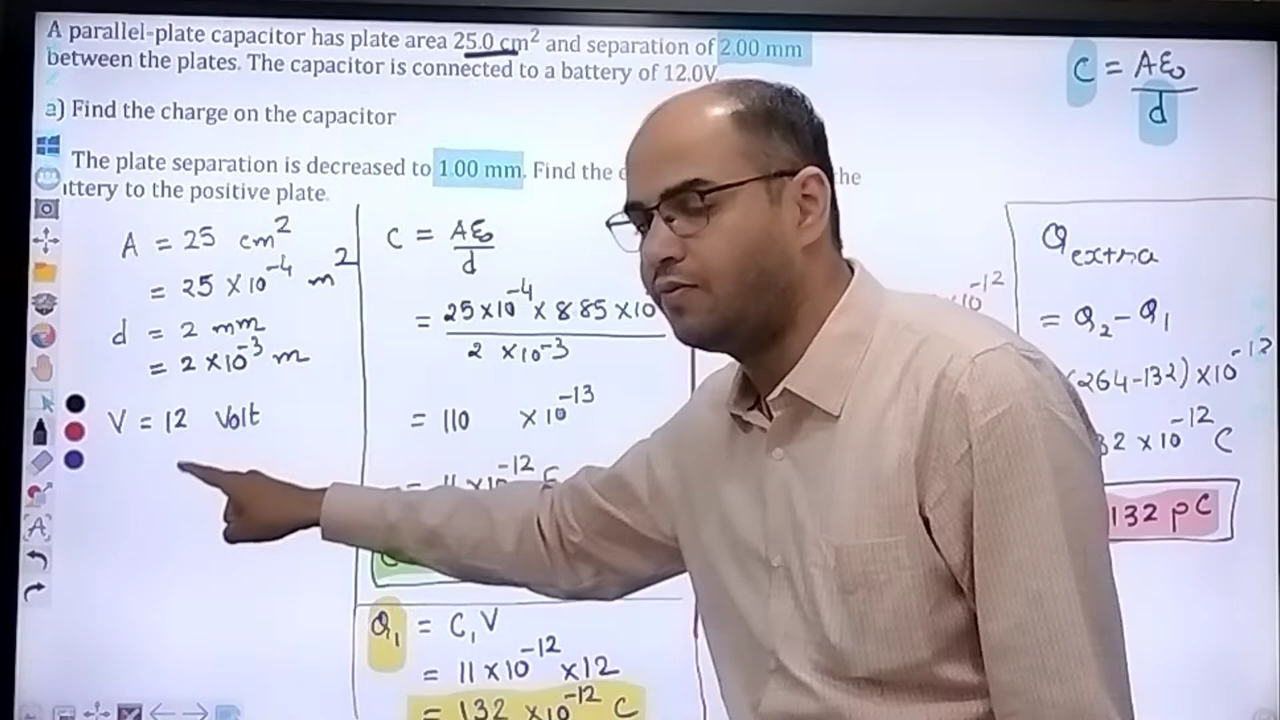 A parallel-plate capacitor has plate area 25.0 cm² and separation of 2.00 mm
between the plates. The capacitor is connected to a battery of 12.0V
a) Find the charge on the capacitor
The plate separation is decreased to 1.00 mm. Find the
ttery to the positive plate.
C = Aε₀/d
A = 25 cm²
= 25 × 10⁻⁴ m²
d = 2 mm
= 2 × 10⁻³ m
V = 12 Volt
C = Aε₀/d
= 25 × 10⁻⁴ × 8.85 × 10
2 × 10⁻³
= 110 × 10⁻¹³
= 11 × 10⁻¹² F
Q₁ = C₁V
= 11 × 10⁻¹² × 12
= 132 × 10⁻¹² C
Qextra
= Q₂ - Q₁
(264-132) × 10⁻¹²
32 × 10⁻¹² C
132 pC